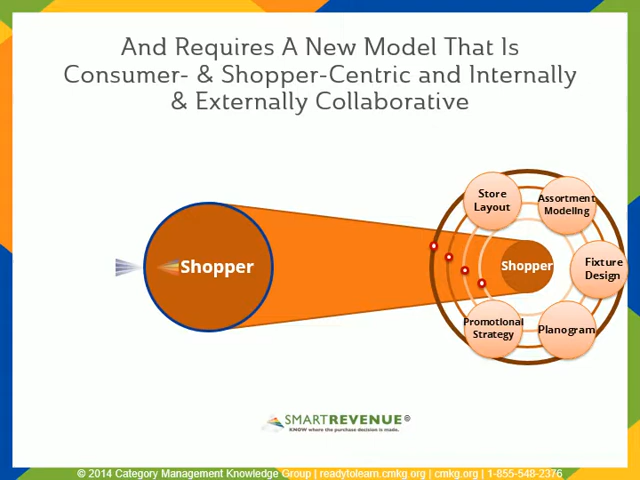 And Requires A New Model That Is
Consumer- & Shopper-Centric and Internally
& Externally Collaborative
Store
Layout
Assortment
Modeling
Shopper
Shopper
Fixture
Design
Promotional
Strategy
Planogram
SMARTREVENUE©
KNOW where the purchase decision is made.
© 2014 Category Management Knowledge Group | readytolearn.cmkg.org | cmkg.org | 1-855-548-2376